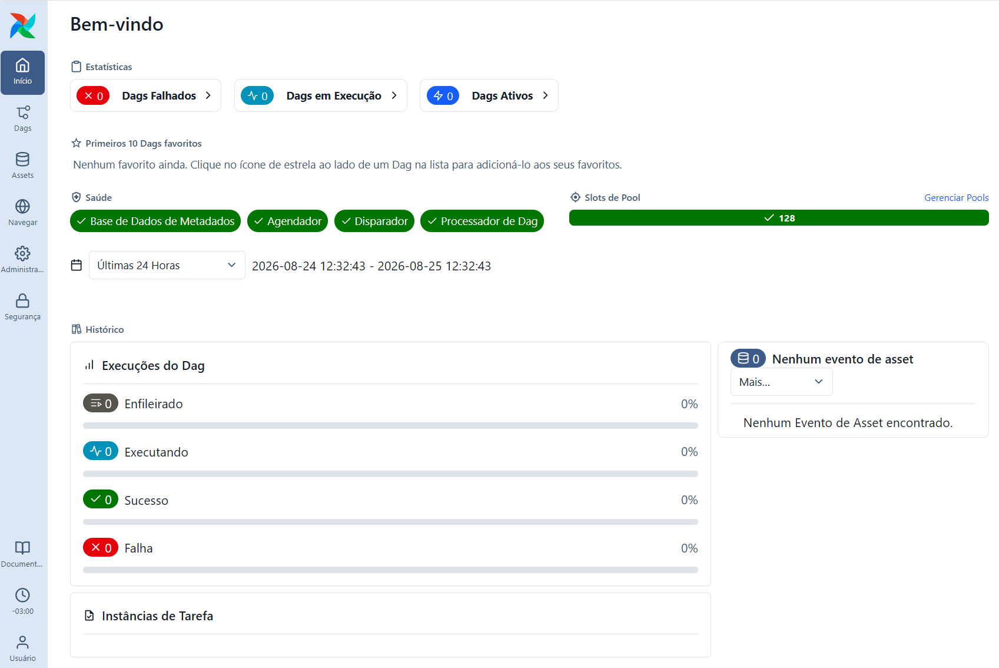 Bem-vindo
Início
Dags
Assets
Navegar
Administra...
Segurança
Document...
-03:00
Usuário
Estatísticas
0 Dags Falhados
0 Dags em Execução
0 Dags Ativos
Primeiros 10 Dags favoritos
Nenhum favorito ainda. Clique no ícone de estrela ao lado de um Dag na lista para adicioná-lo aos seus favoritos.
Saúde
Base de Dados de Metadados
Agendador
Disparador
Processador de Dag
Slots de Pool
Gerenciar Pools
128
Últimas 24 Horas
2026-08-24 12:32:43 - 2026-08-25 12:32:43
Histórico
Execuções do Dag
0 Enfileirado 0%
0 Executando 0%
0 Sucesso 0%
0 Falha 0%
Instâncias de Tarefa
0 Nenhum evento de asset
Mais...
Nenhum Evento de Asset encontrado.